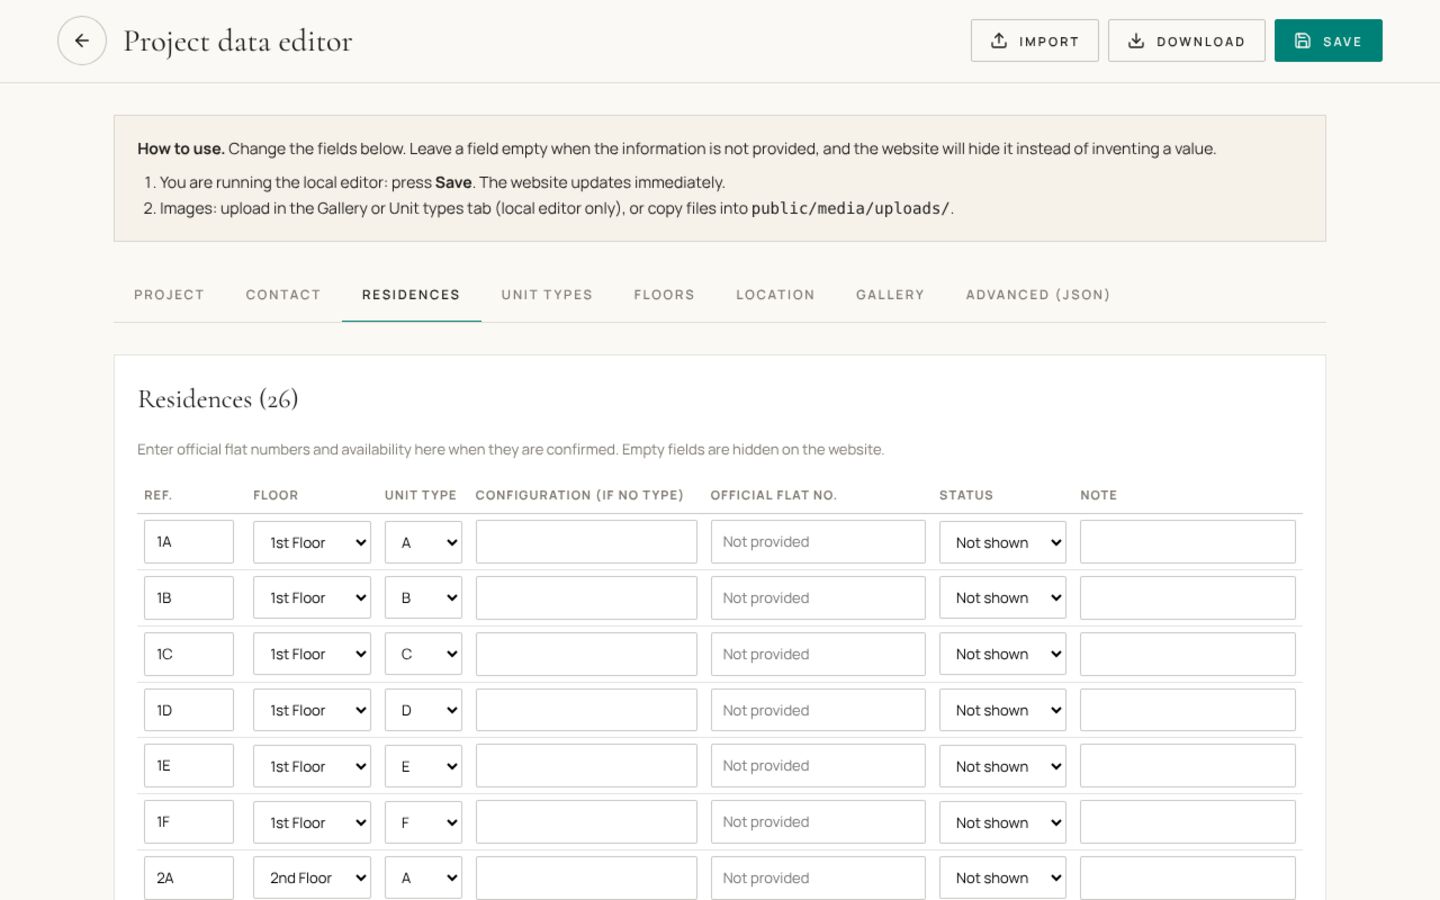 Project data editor
IMPORT
DOWNLOAD
SAVE
How to use. Change the fields below. Leave a field empty when the information is not provided, and the website will hide it instead of inventing a value.
1. You are running the local editor: press Save. The website updates immediately.
2. Images: upload in the Gallery or Unit types tab (local editor only), or copy files into public/media/uploads/.
PROJECT CONTACT RESIDENCES UNIT TYPES FLOORS LOCATION GALLERY ADVANCED (JSON)
Residences (26)
Enter official flat numbers and availability here when they are confirmed. Empty fields are hidden on the website.
REF. FLOOR UNIT TYPE CONFIGURATION (IF NO TYPE) OFFICIAL FLAT NO. STATUS NOTE
1A 1st Floor A Not provided Not shown
1B 1st Floor B Not provided Not shown
1C 1st Floor C Not provided Not shown
1D 1st Floor D Not provided Not shown
1E 1st Floor E Not provided Not shown
1F 1st Floor F Not provided Not shown
2A 2nd Floor A Not provided Not shown